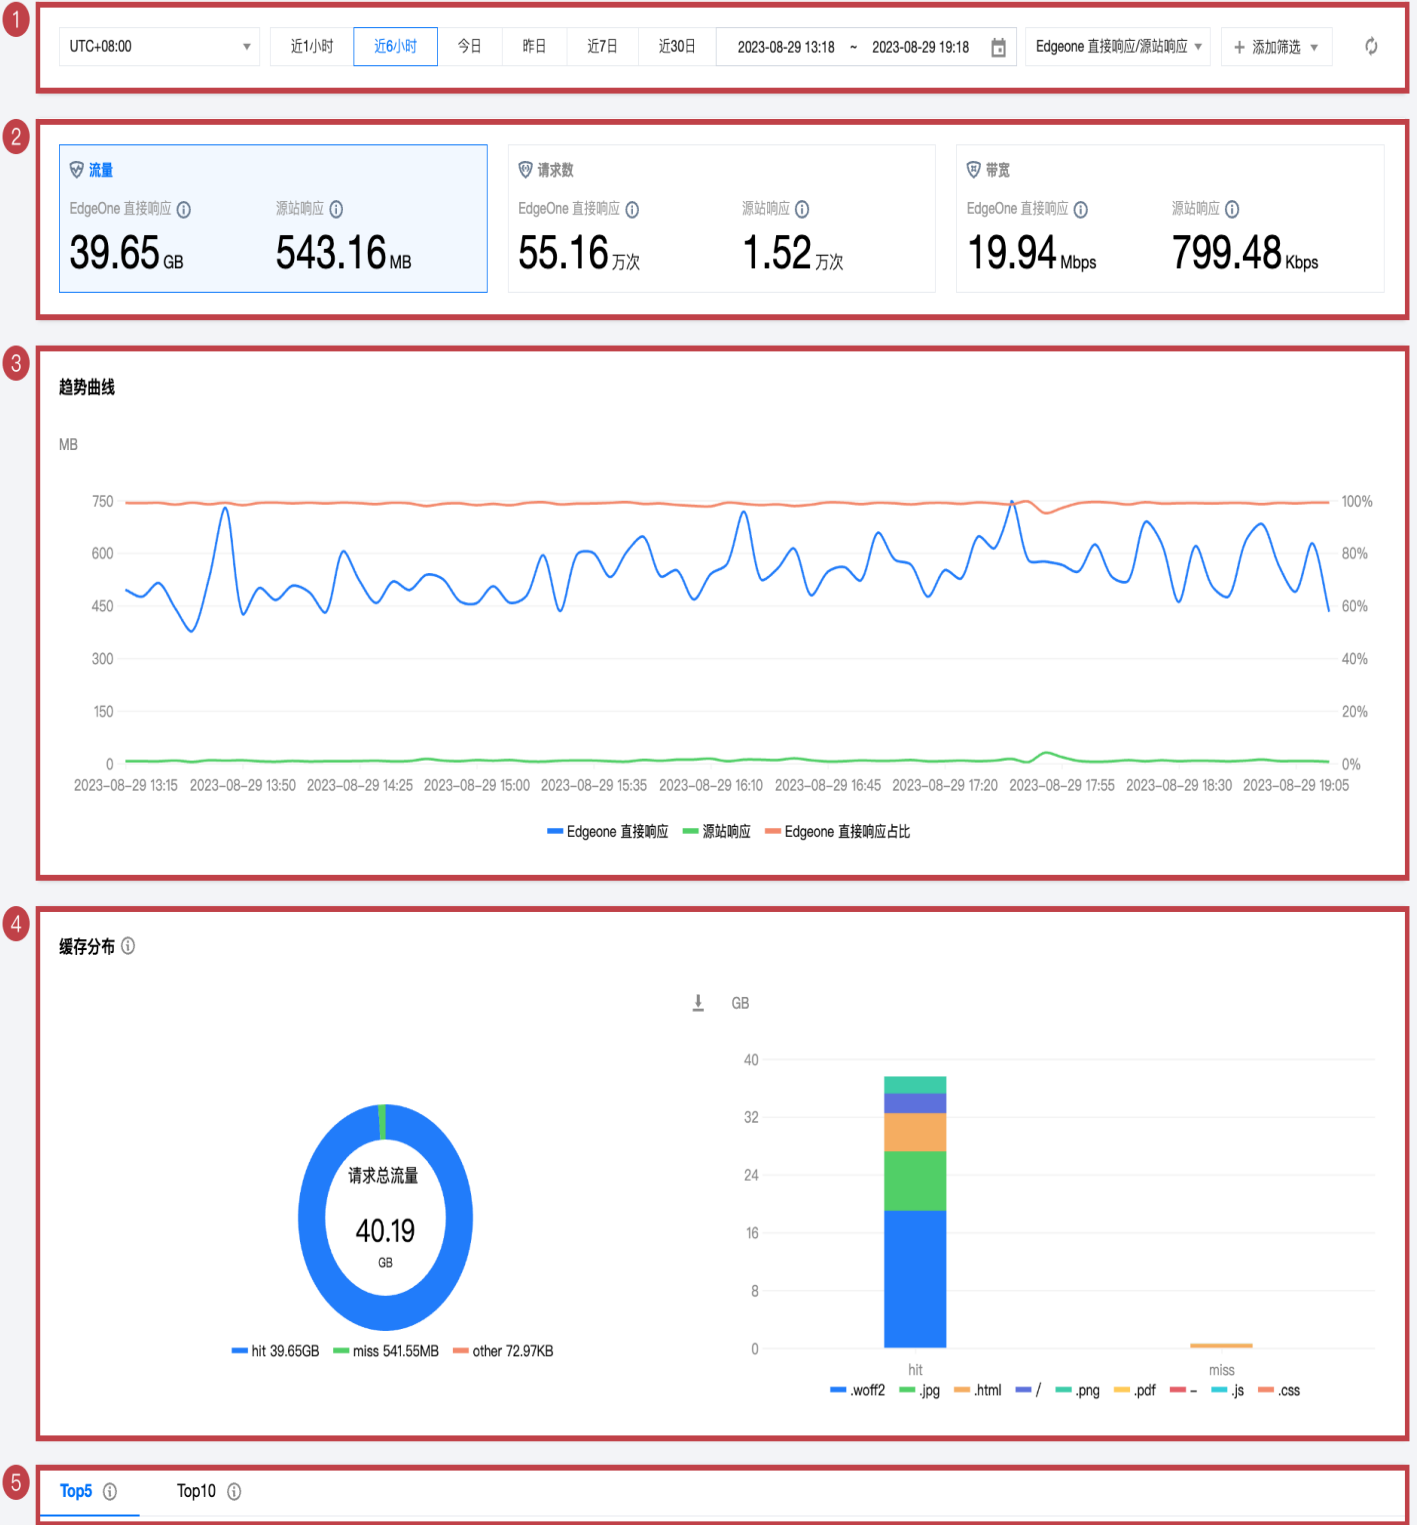 1
UTC+08:00 近1小时 近6小时 今日 昨日 近7日 近30日 2023-08-29 13:18 ~ 2023-08-29 19:18 Edgeone 直接响应/源站响应 + 添加筛选
2
流量 请求数 带宽
EdgeOne 直接响应 源站响应 EdgeOne 直接响应 源站响应 EdgeOne 直接响应 源站响应
39.65 GB 543.16 MB 55.16 万次 1.52 万次 19.94 Mbps 799.48 Kbps
3
趋势曲线
MB
750 100%
600 80%
450 60%
300 40%
150 20%
0 0%
2023-08-29 13:15 2023-08-29 13:50 2023-08-29 14:25 2023-08-29 15:00 2023-08-29 15:35 2023-08-29 16:10 2023-08-29 16:45 2023-08-29 17:20 2023-08-29 17:55 2023-08-29 18:30 2023-08-29 19:05
Edgeone 直接响应 源站响应 Edgeone 直接响应占比
4
缓存分布
GB
40
32
24
16
8
0
请求总流量
40.19
GB
hit 39.65GB miss 541.55MB other 72.97KB
hit miss
.woff2 .jpg .html / .png .pdf - .js .css
5
Top5 Top10